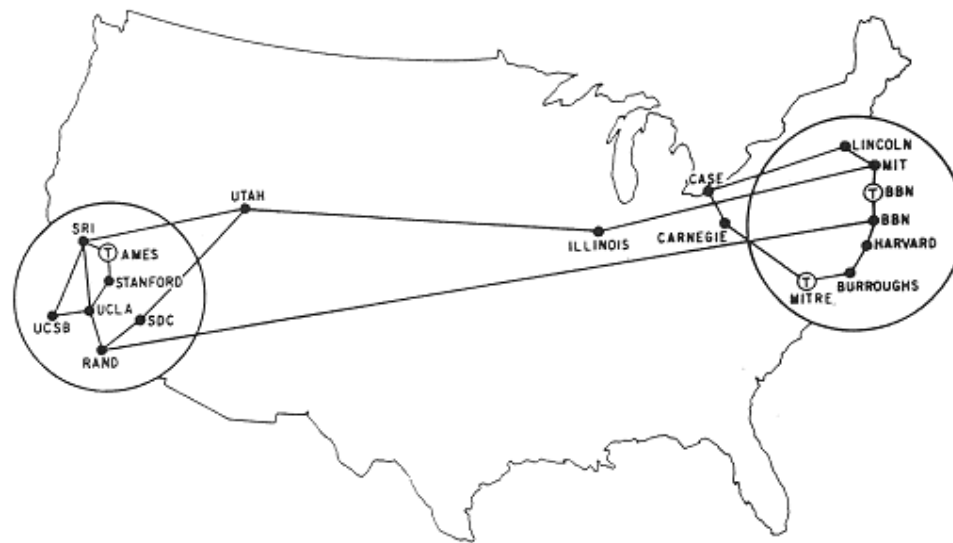 LINCOLN
MIT
CASE
T BBN
UTAH
BBN
SRI
ILLINOIS
CARNEGIE
HARVARD
T AMES
STANFORD
T
BURROUGHS
MITRE
UCLA
SDC
UCSB
RAND